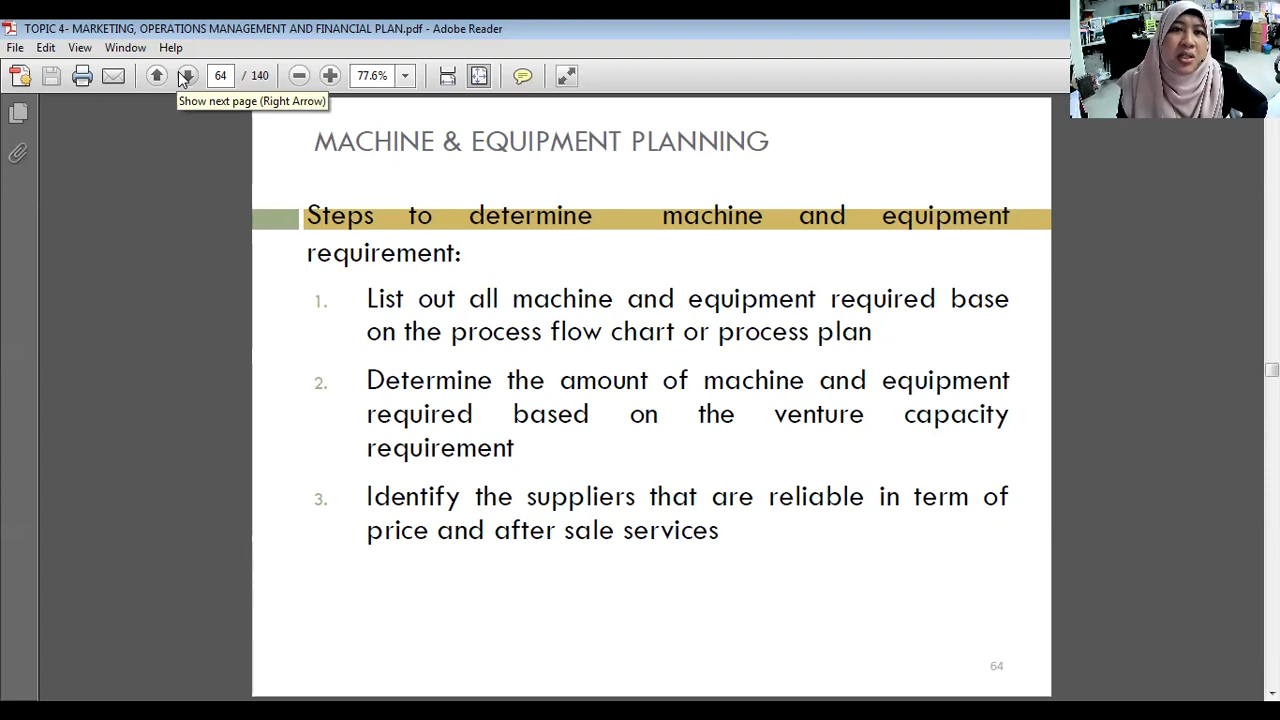 TOPIC 4- MARKETING, OPERATIONS MANAGEMENT AND FINANCIAL PLAN.pdf - Adobe Reader
File Edit View Window Help
64 / 140 77.6%
Show next page (Right Arrow)
MACHINE & EQUIPMENT PLANNING
Steps to determine machine and equipment
requirement:
1. List out all machine and equipment required base
on the process flow chart or process plan
2. Determine the amount of machine and equipment
required based on the venture capacity
requirement
3. Identify the suppliers that are reliable in term of
price and after sale services
64